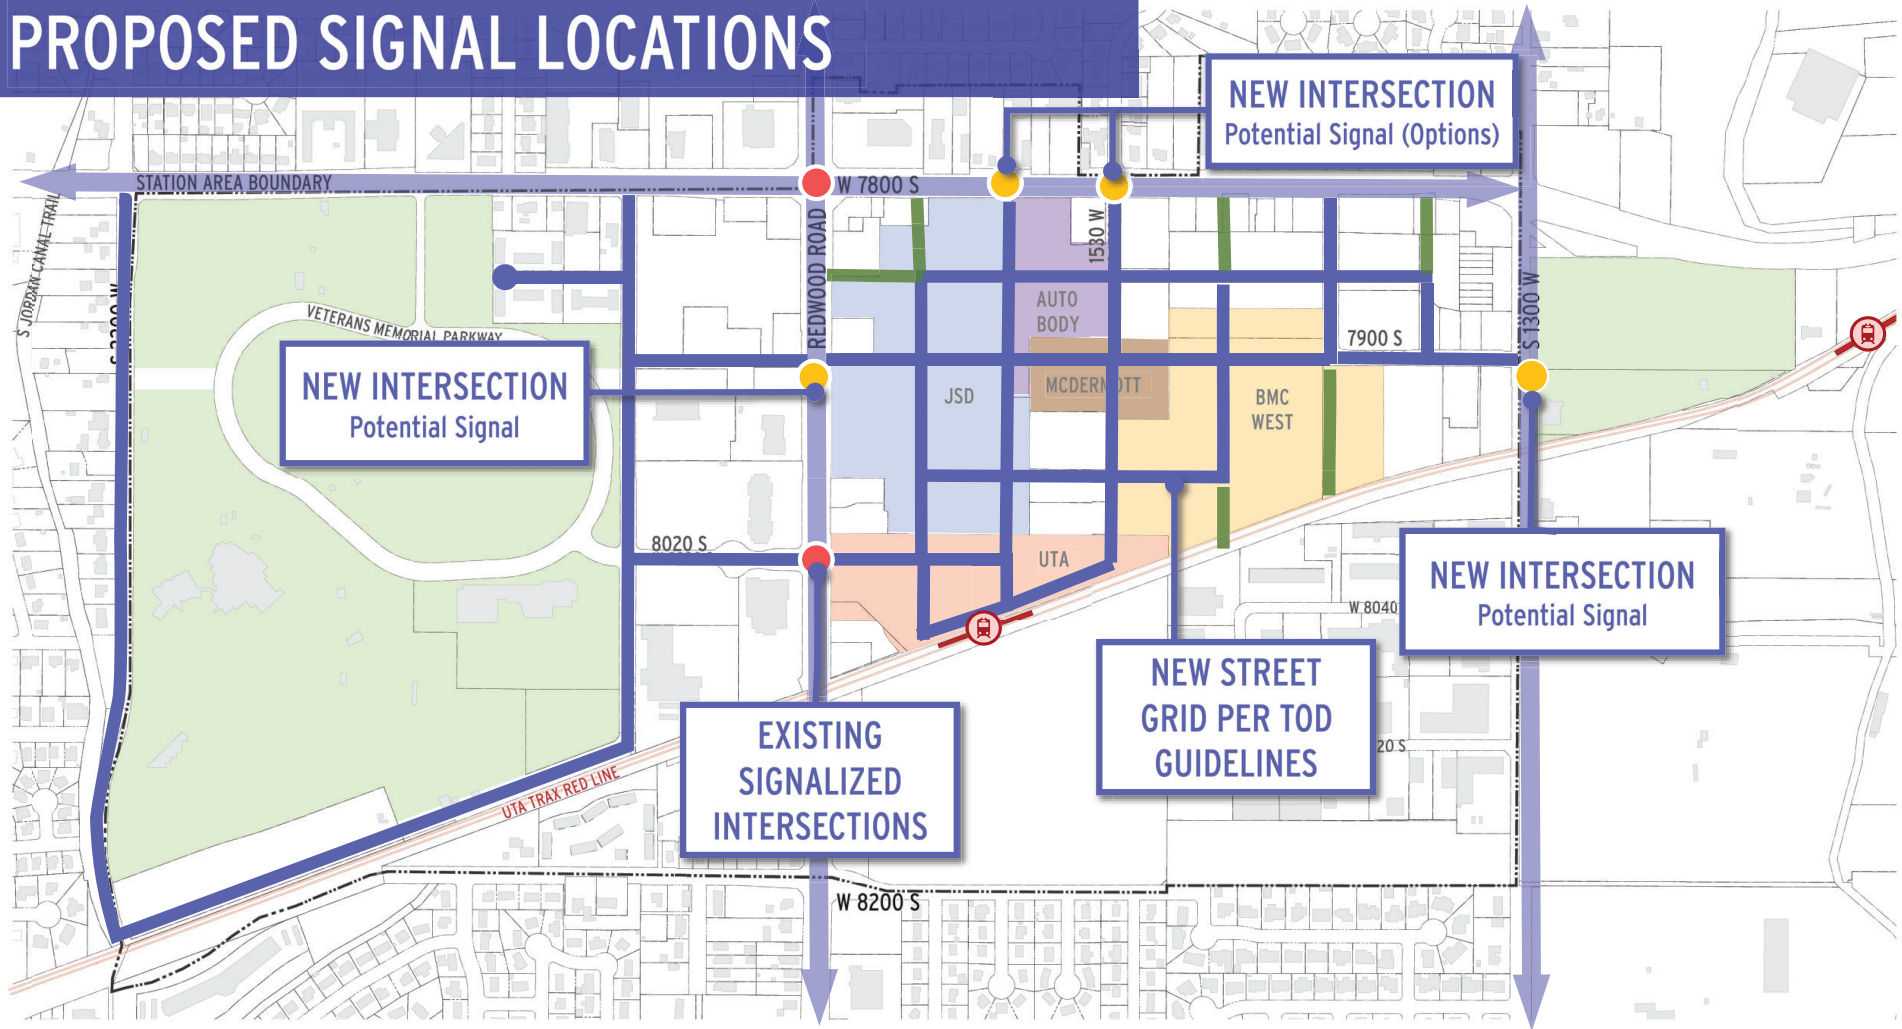 PROPOSED SIGNAL LOCATIONS
NEW INTERSECTION
Potential Signal (Options)
STATION AREA BOUNDARY
W 7800 S
S JORDAN CANAL TRAIL
REDWOOD ROAD
1530 W
S 1300 W
VETERANS MEMORIAL PARKWAY
AUTO
BODY
7900 S
NEW INTERSECTION
Potential Signal
JSD
MCDERMOTT
BMC
WEST
8020 S
UTA
NEW INTERSECTION
Potential Signal
W 8040
NEW STREET
GRID PER TOD
GUIDELINES
20 S
EXISTING
SIGNALIZED
INTERSECTIONS
UTA TRAX RED LINE
W 8200 S